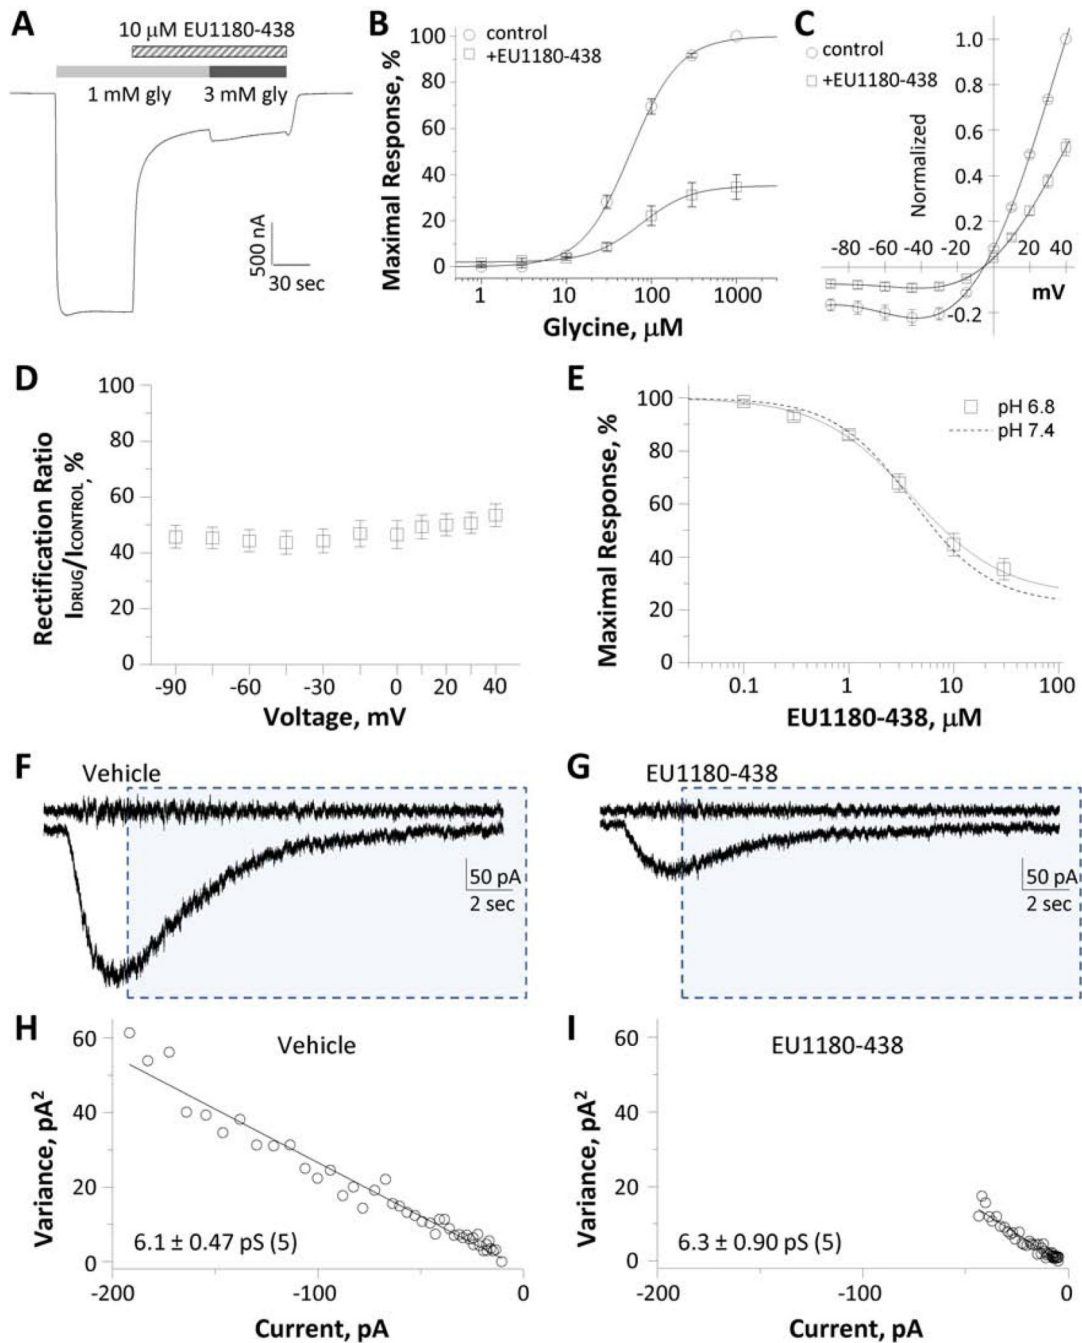 A
10 μM EU1180-438
1 mM gly
3 mM gly
500 nA
30 sec
B
control
+EU1180-438
Maximal Response, %
100
80
60
40
20
0
1
10
100
1000
Glycine, μM
C
control
+EU1180-438
Normalized
1.0
0.8
0.6
0.4
0.2
-0.2
-80
-60
-40
-20
20
40
mV
D
Rectification Ratio
IDRUG/ICONTROL, %
100
80
60
40
20
0
-90
-60
-30
0
20
40
Voltage, mV
E
Maximal Response, %
100
80
60
40
20
0
pH 6.8
pH 7.4
0.1
1
10
100
EU1180-438, μM
F
Vehicle
50 pA
2 sec
G
EU1180-438
50 pA
2 sec
H
Vehicle
Variance, pA²
60
40
20
0
6.1 ± 0.47 pS (5)
-200
-100
0
Current, pA
I
EU1180-438
Variance, pA²
60
40
20
0
6.3 ± 0.90 pS (5)
-200
-100
0
Current, pA